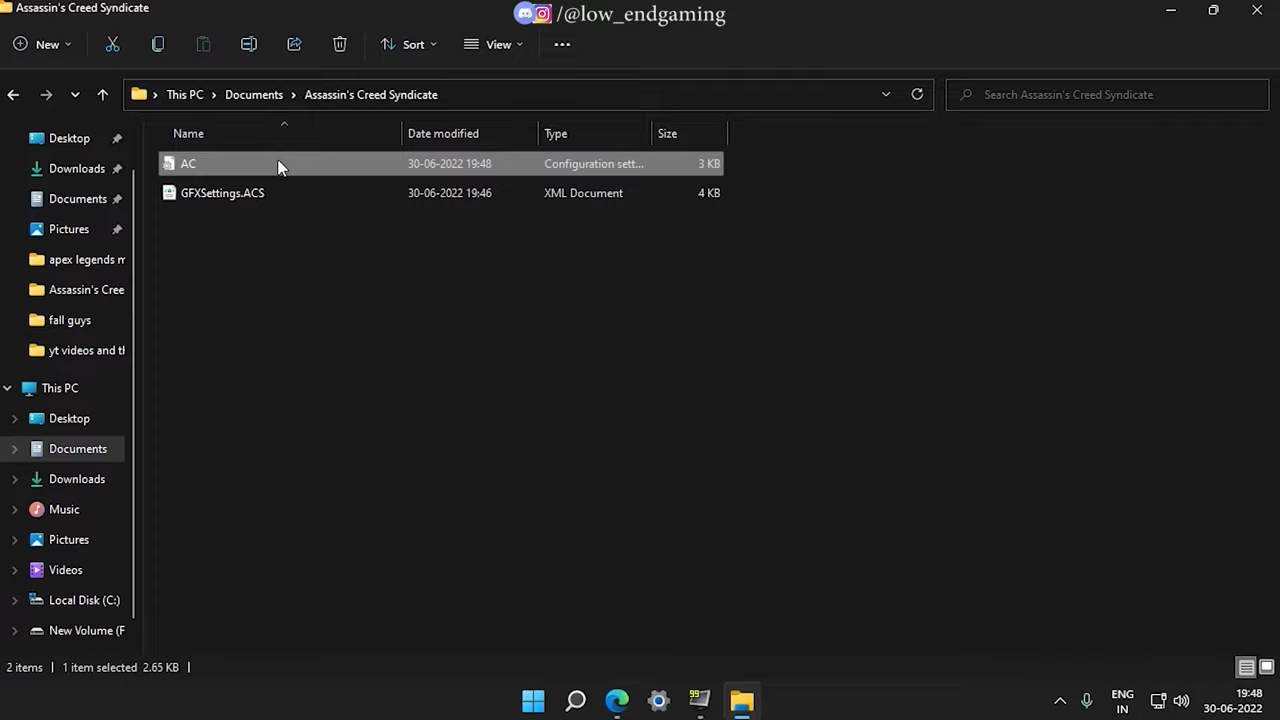 Assassin's Creed Syndicate
/@low_endgaming
New
Sort
View
This PC
Documents
Assassin's Creed Syndicate
Search Assassin's Creed Syndicate
Name
Date modified
Type
Size
AC
30-06-2022 19:48
Configuration sett...
3 KB
GFXSettings.ACS
30-06-2022 19:46
XML Document
4 KB
Desktop
Downloads
Documents
Pictures
apex legends m
Assassin's Cree
fall guys
yt videos and th
This PC
Desktop
Documents
Downloads
Music
Pictures
Videos
Local Disk (C:)
New Volume (F
2 items
1 item selected 2.65 KB
99
ENG
IN
19:48
30-06-2022